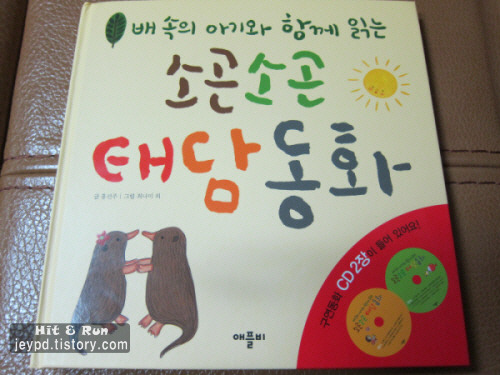 배 속의 아기와 함께 읽는
소곤소곤
태담 동화
구연동화 CD 2장이 들어 있어요!
애플비
Hit & Run
jeypd.tistory.com